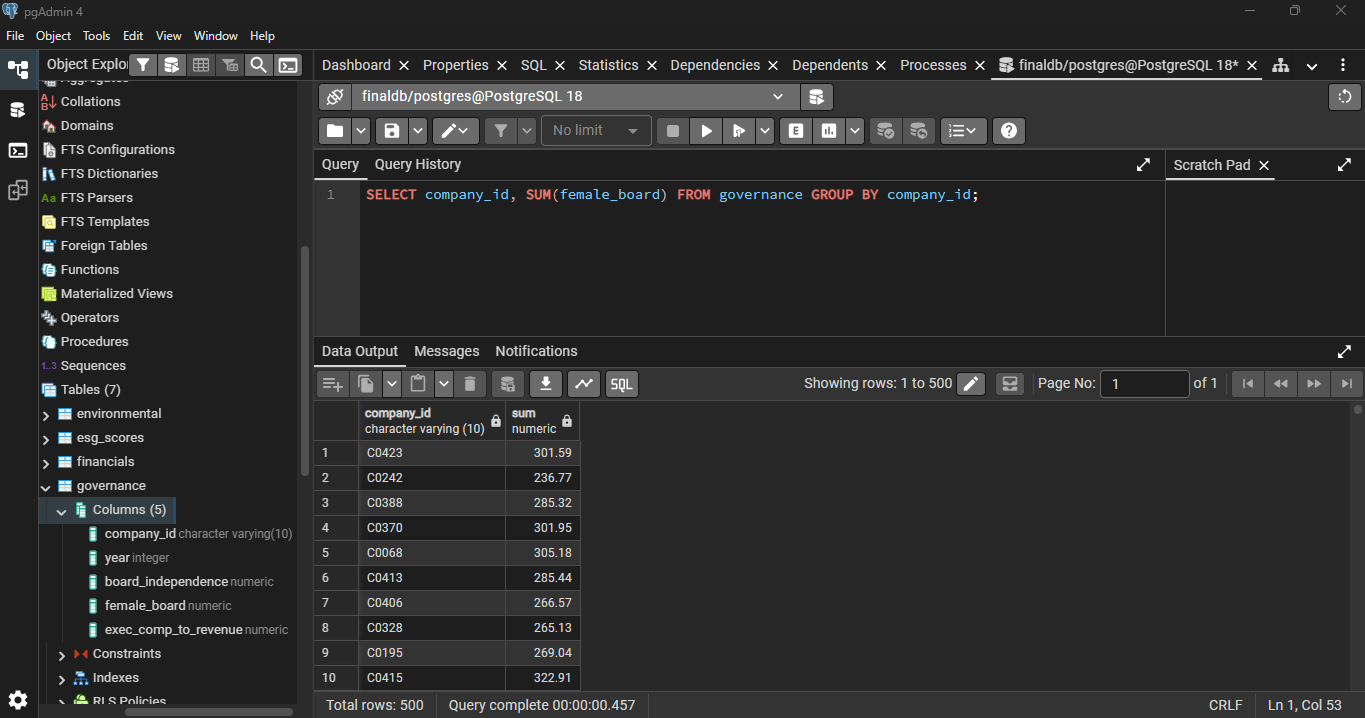 pgAdmin 4
File Object Tools Edit View Window Help
Object Explo
Dashboard Properties SQL Statistics Dependencies Dependents Processes finaldb/postgres@PostgreSQL 18*
finaldb/postgres@PostgreSQL 18
No limit
E
Query Query History
Scratch Pad
1 SELECT company_id, SUM(female_board) FROM governance GROUP BY company_id;
Collations
Domains
FTS Configurations
FTS Dictionaries
Aa FTS Parsers
FTS Templates
Foreign Tables
Functions
Materialized Views
Operators
Procedures
1..3 Sequences
Tables (7)
environmental
esg_scores
financials
governance
Columns (5)
company_id character varying(10)
year integer
board_independence numeric
female_board numeric
exec_comp_to_revenue numeric
Constraints
Indexes
RLS Policies
Data Output Messages Notifications
SQL
Showing rows: 1 to 500
Page No: 1 of 1
company_id sum
character varying (10) numeric
1 C0423 301.59
2 C0242 236.77
3 C0388 285.32
4 C0370 301.95
5 C0068 305.18
6 C0413 285.44
7 C0406 266.57
8 C0328 265.13
9 C0195 269.04
10 C0415 322.91
Total rows: 500 Query complete 00:00:00.457
CRLF Ln 1, Col 53